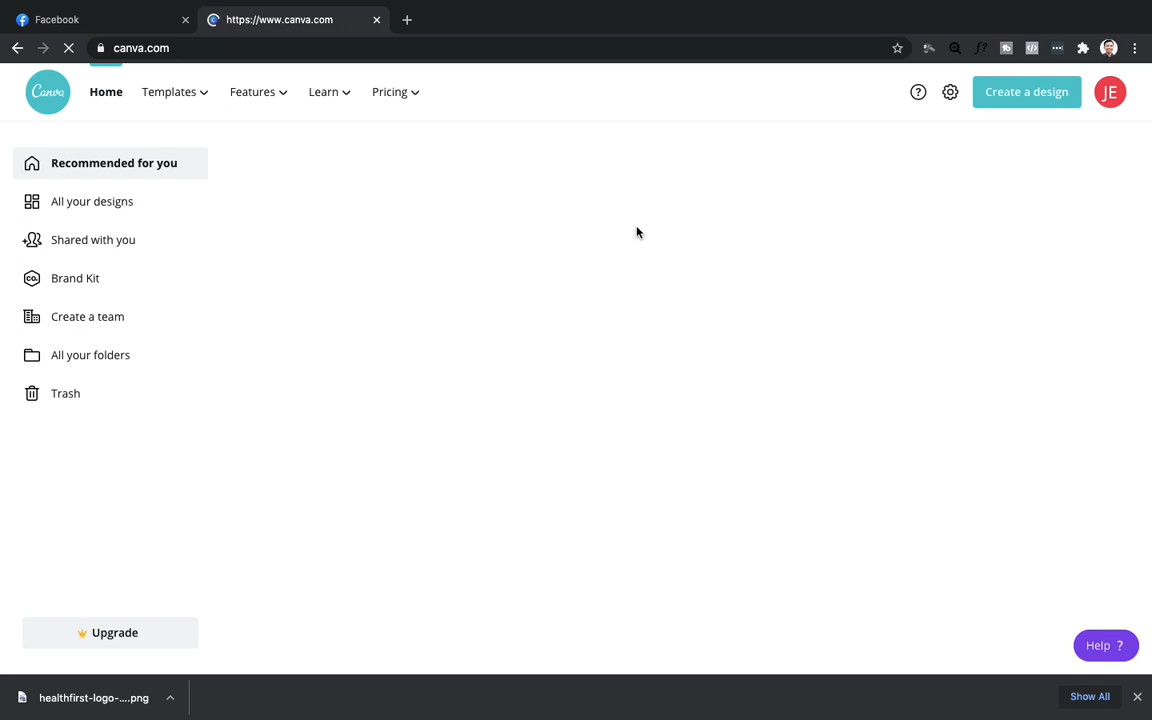 Facebook
https://www.canva.com
canva.com
Canva
Home
Templates
Features
Learn
Pricing
Create a design
JE
Recommended for you
All your designs
Shared with you
CO.
Brand Kit
Create a team
All your folders
Trash
Upgrade
Help ?
healthfirst-logo-....png
Show All